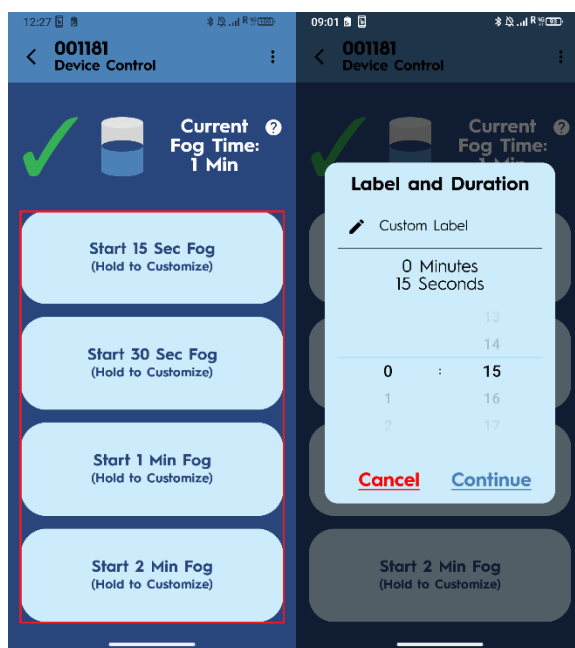 12:27
001181
Device Control
Current
Fog Time:
1 Min
?
Start 15 Sec Fog
(Hold to Customize)
Start 30 Sec Fog
(Hold to Customize)
Start 1 Min Fog
(Hold to Customize)
Start 2 Min Fog
(Hold to Customize)
09:01
001181
Device Control
Current
Fog Time:
1 Min
?
Label and Duration
Custom Label
0 Minutes
15 Seconds
13
14
0 : 15
1 16
2 17
Cancel Continue
Start 2 Min Fog
(Hold to Customize)